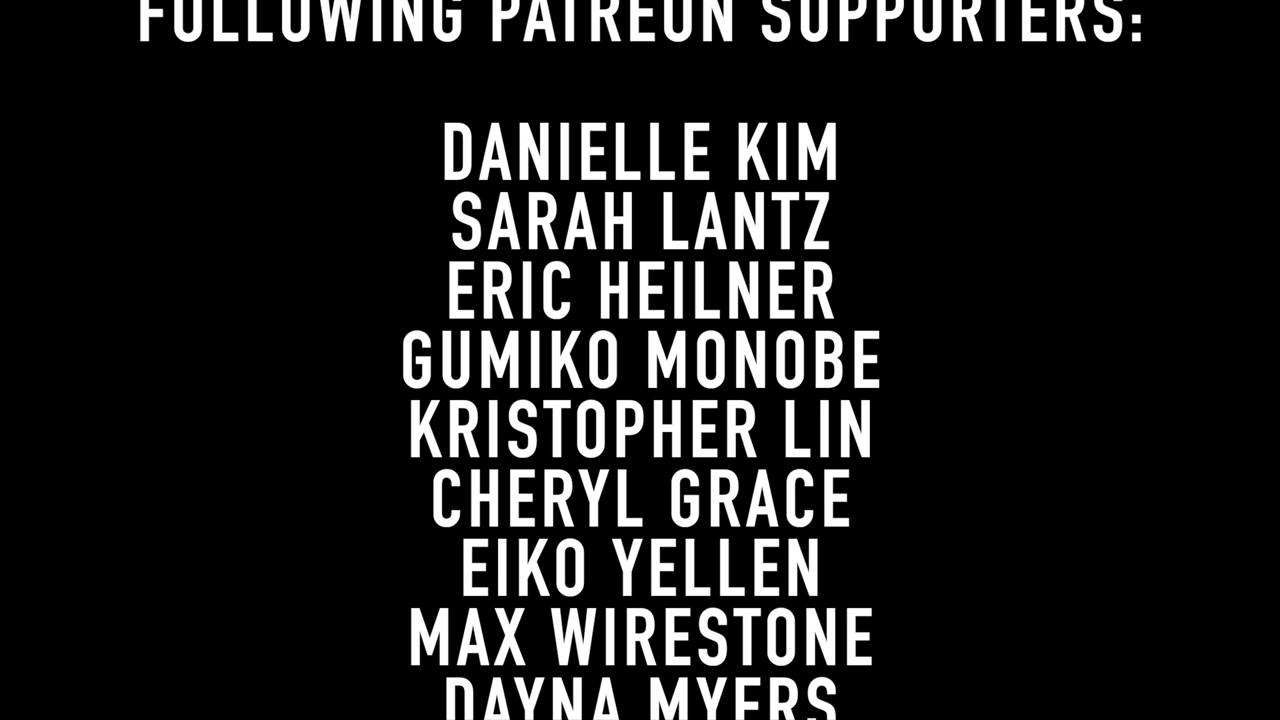 FOLLOWING PATREON SUPPORTERS:
DANIELLE KIM
SARAH LANTZ
ERIC HEILNER
GUMIKO MONOBE
KRISTOPHER LIN
CHERYL GRACE
EIKO YELLEN
MAX WIRESTONE
DAYNA MYERS